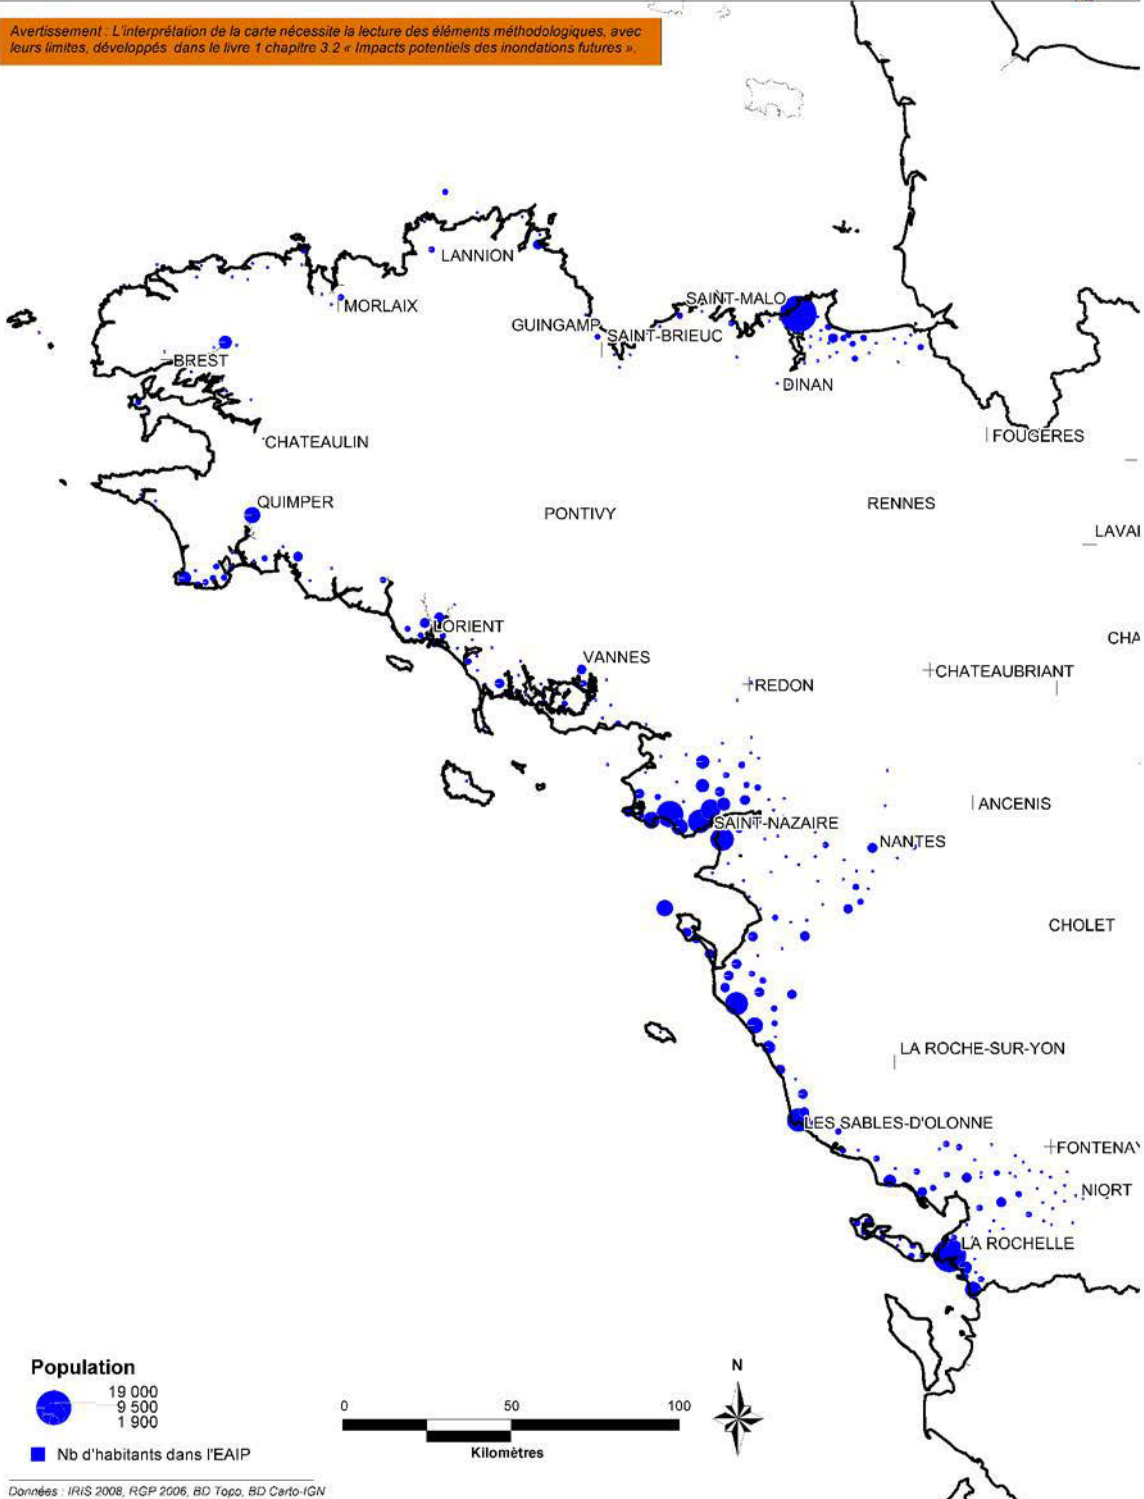 Avertissement : L'interprétation de la carte nécessite la lecture des éléments méthodologiques, avec
leurs limites, développés dans le livre 1 chapitre 3.2 « Impacts potentiels des inondations futures ».
LANNION
MORLAIX
SAINT-MALO
GUINGAMP
SAINT-BRIEUC
BREST
DINAN
FOUGERES
CHATEAULIN
QUIMPER
PONTIVY
RENNES
LAVAL
LORIENT
CHA
VANNES
CHATEAUBRIANT
REDON
ANCENIS
SAINT-NAZAIRE
NANTES
CHOLET
LA ROCHE-SUR-YON
LES SABLES-D'OLONNE
FONTENAY
NIORT
LA ROCHELLE
Population
19 000
9 500
1 900
Nb d'habitants dans l'EAIP
N
0 50 100
Kilomètres
Données : IRIS 2008, RGP 2006, BD Topo, BD Carto-IGN